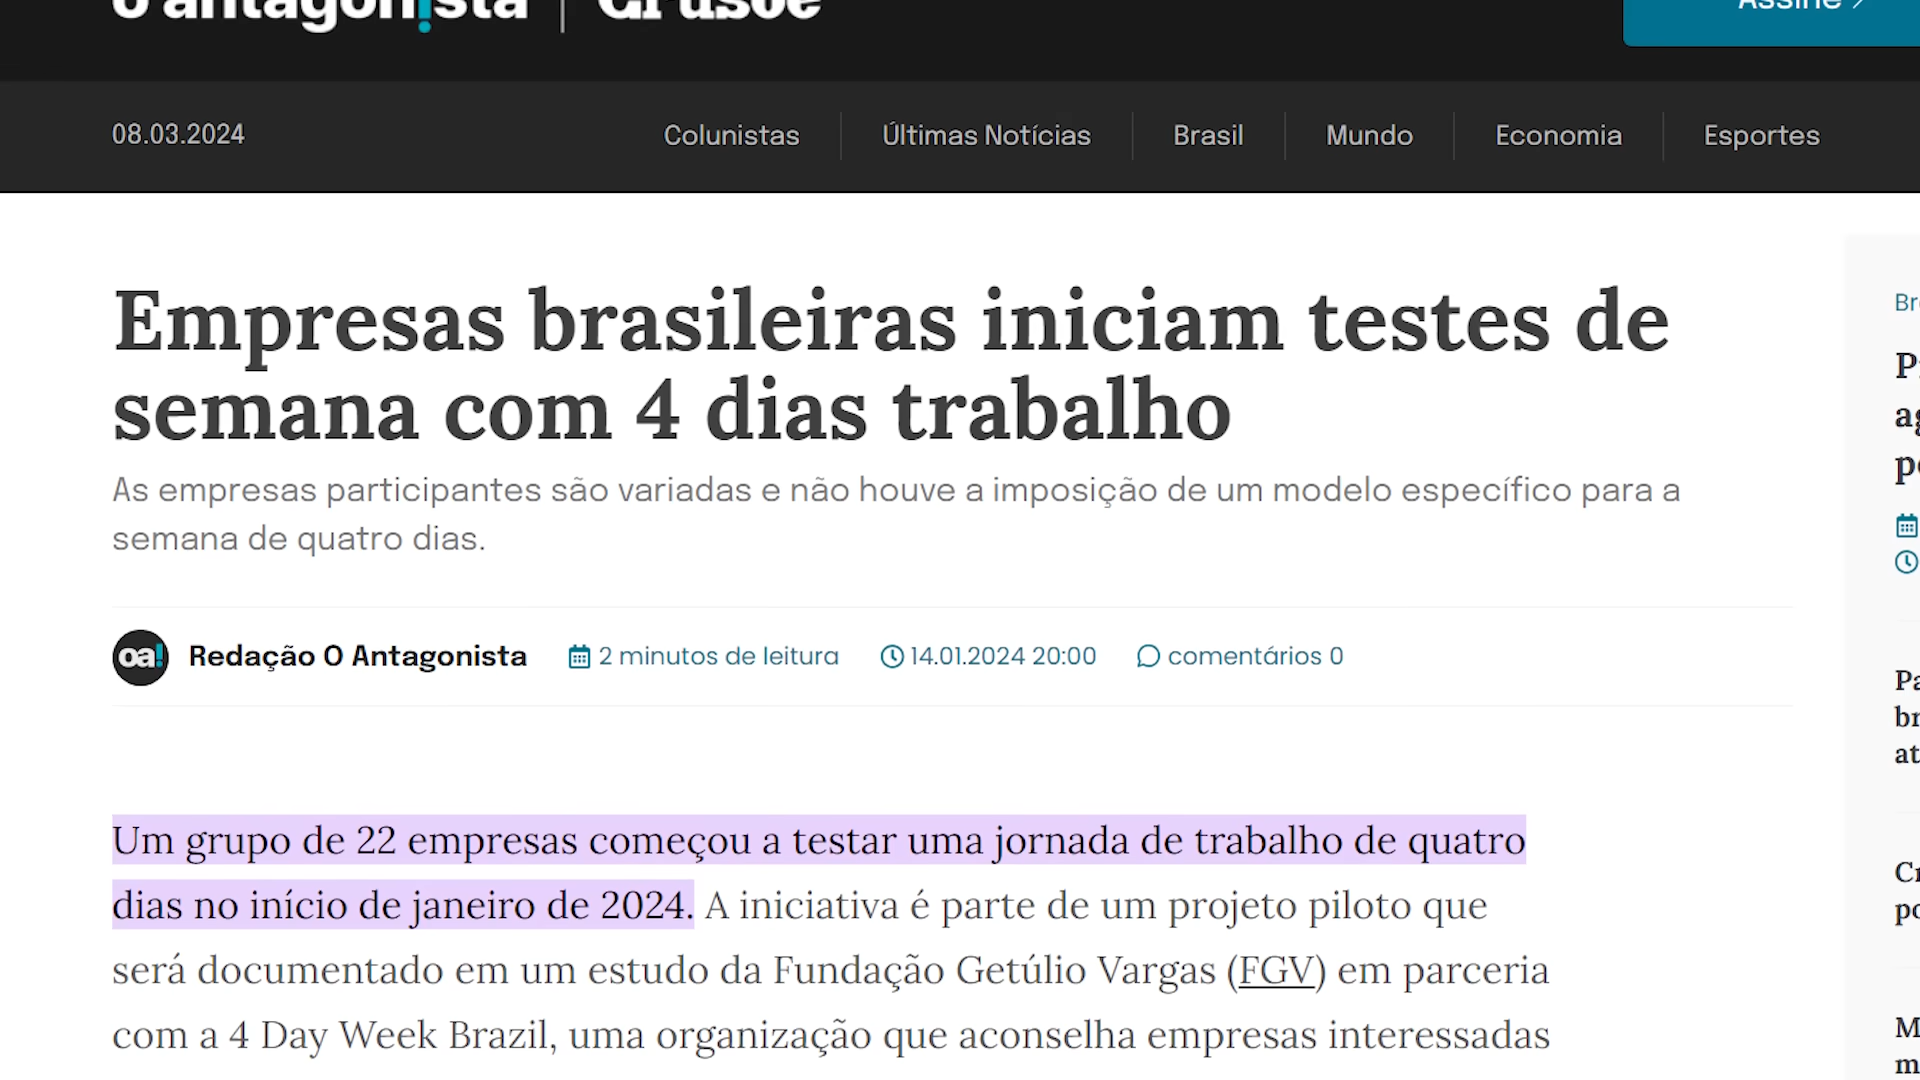 o antagonista | Crusoé
Assine
08.03.2024
Colunistas
Últimas Notícias
Brasil
Mundo
Economia
Esportes
Empresas brasileiras iniciam testes de
semana com 4 dias trabalho
As empresas participantes são variadas e não houve a imposição de um modelo específico para a
semana de quatro dias.
oa!
Redação O Antagonista
2 minutos de leitura
14.01.2024 20:00
comentários 0
Um grupo de 22 empresas começou a testar uma jornada de trabalho de quatro
dias no início de janeiro de 2024. A iniciativa é parte de um projeto piloto que
será documentado em um estudo da Fundação Getúlio Vargas (FGV) em parceria
com a 4 Day Week Brazil, uma organização que aconselha empresas interessadas